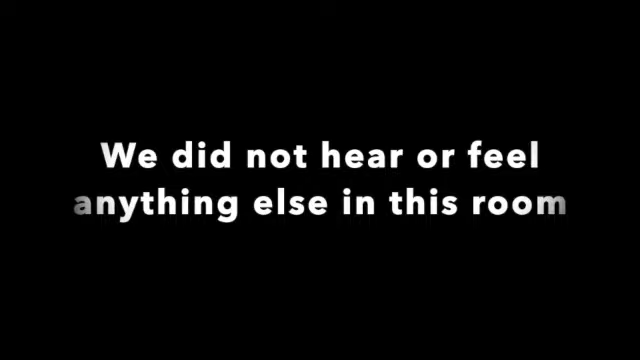 We did not hear or feel
anything else in this room